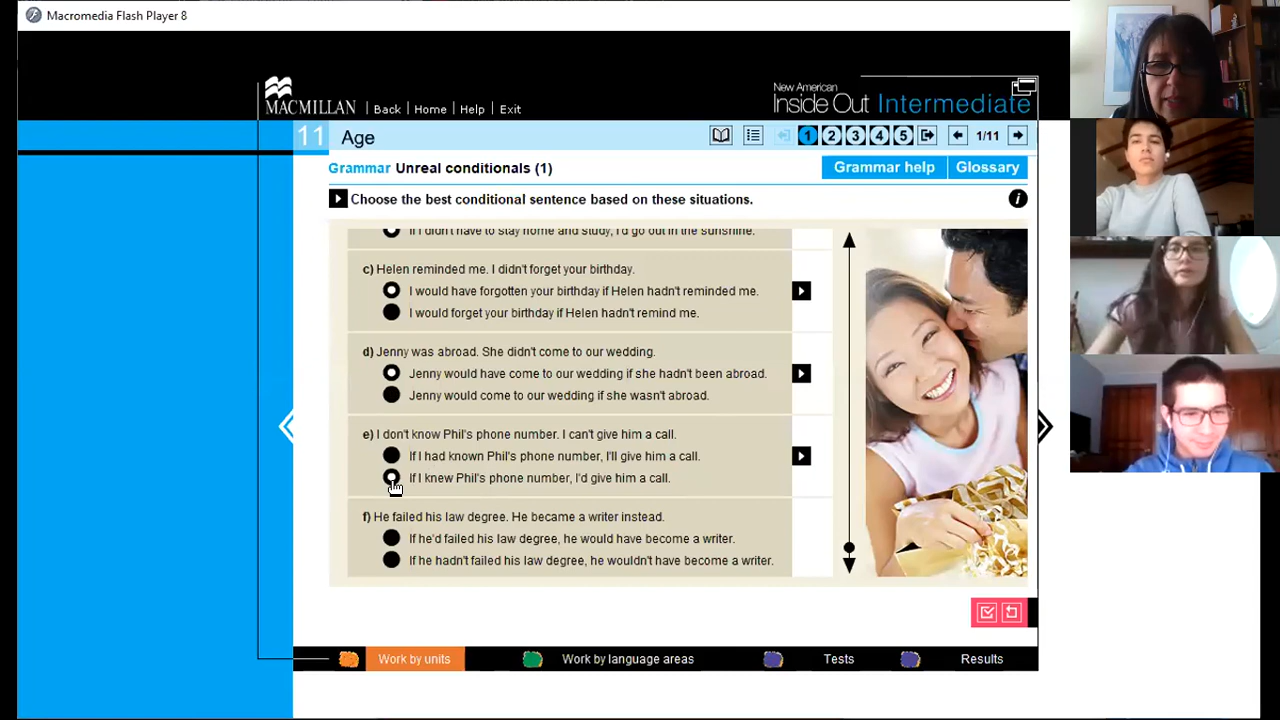 Macromedia Flash Player 8
MACMILLAN | Back | Home | Help | Exit
New American
Inside Out Intermediate
11 Age
1 2 3 4 5 1/11
Grammar Unreal conditionals (1)
Grammar help Glossary
Choose the best conditional sentence based on these situations.
i
If I didn't have to stay home and study, I'd go out in the sunshine.
c) Helen reminded me. I didn't forget your birthday.
I would have forgotten your birthday if Helen hadn't reminded me.
I would forget your birthday if Helen hadn't remind me.
d) Jenny was abroad. She didn't come to our wedding.
Jenny would have come to our wedding if she hadn't been abroad.
Jenny would come to our wedding if she wasn't abroad.
e) I don't know Phil's phone number. I can't give him a call.
If I had known Phil's phone number, I'll give him a call.
If I knew Phil's phone number, I'd give him a call.
f) He failed his law degree. He became a writer instead.
If he'd failed his law degree, he would have become a writer.
If he hadn't failed his law degree, he wouldn't have become a writer.
Work by units Work by language areas Tests Results